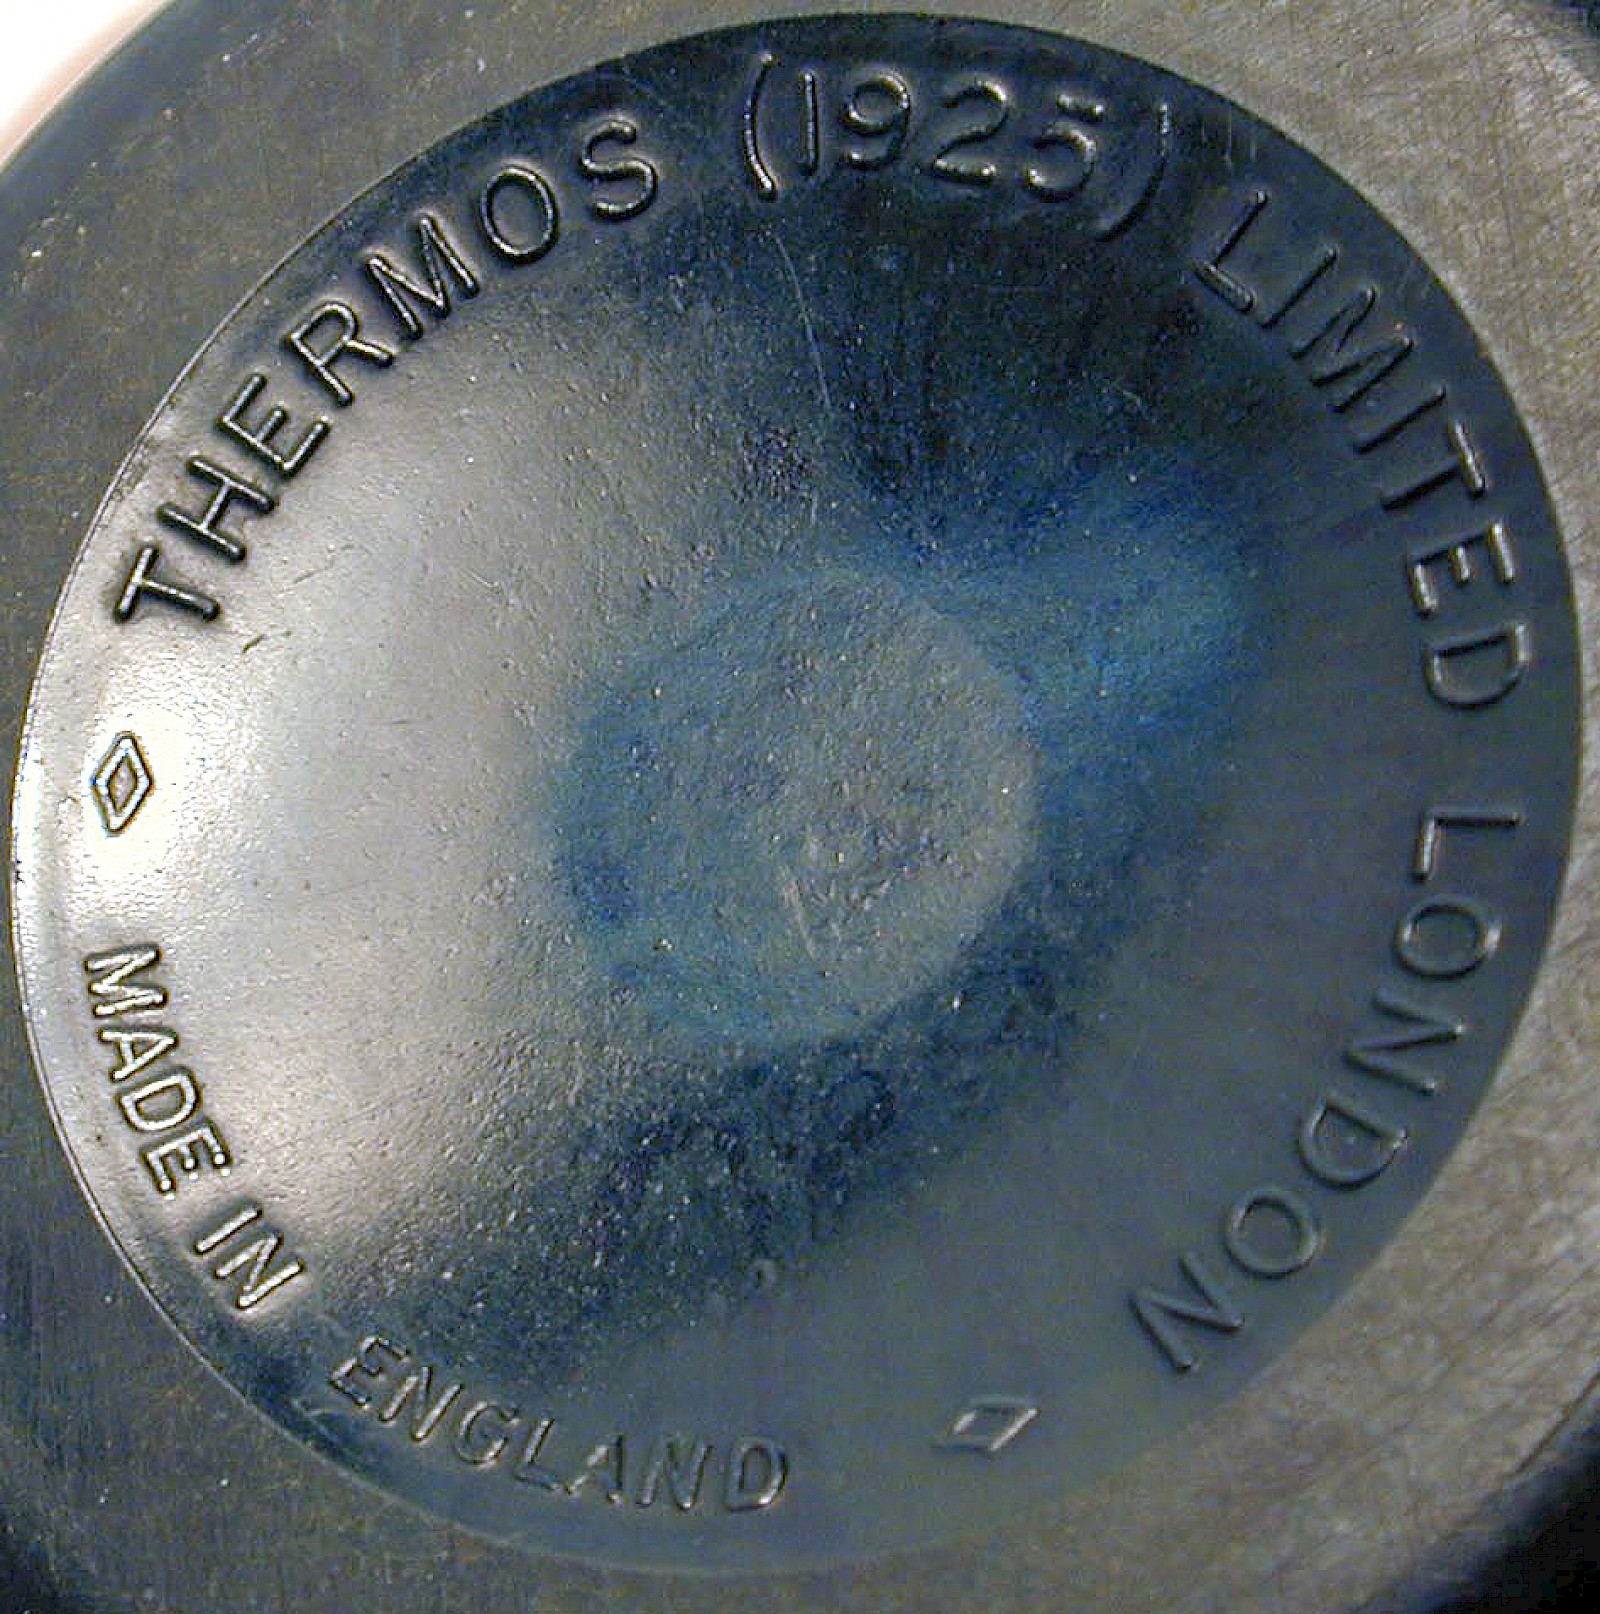 THERMOS (1925) LIMITED LONDON
MADE IN ENGLAND